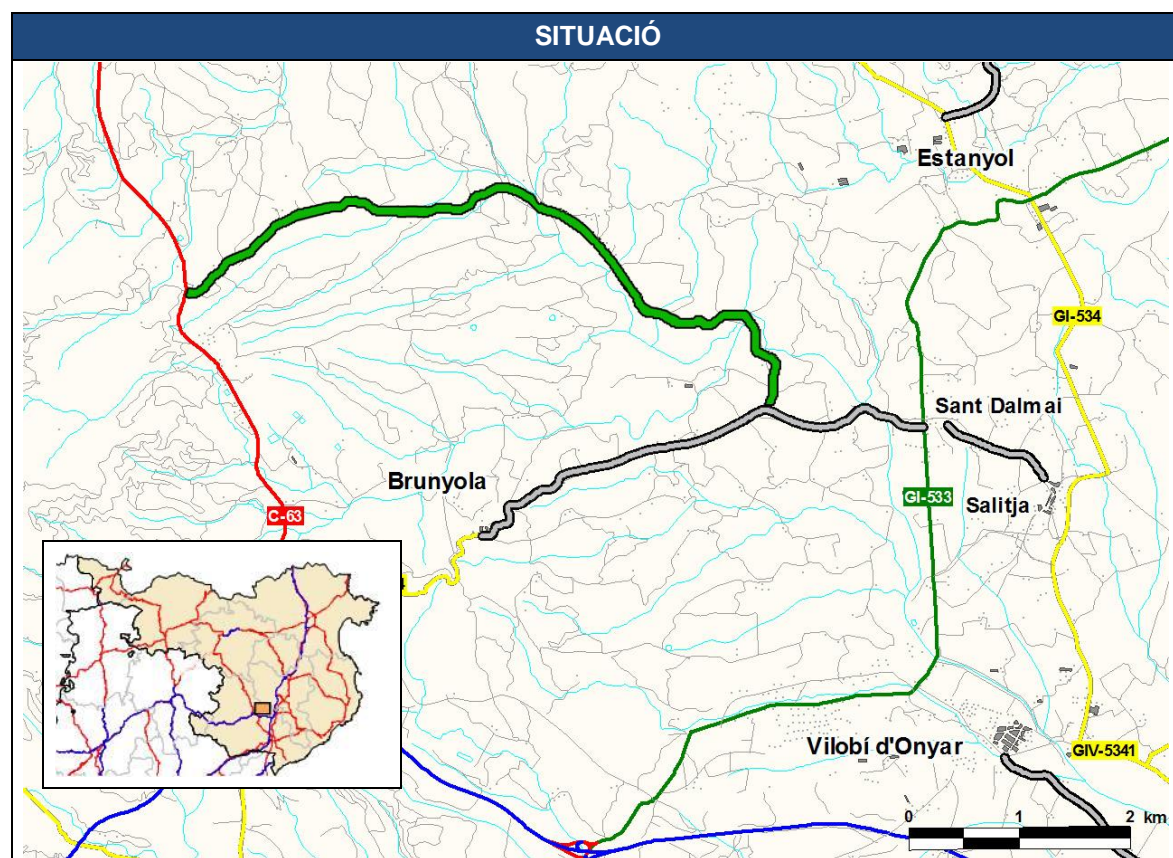 SITUACIÓ
Estanyol
GI-534
Sant Dalmai
Brunyola
GI-533
Salitja
C-63
Vilobí d'Onyar
GIV-5341
0 1 2 km